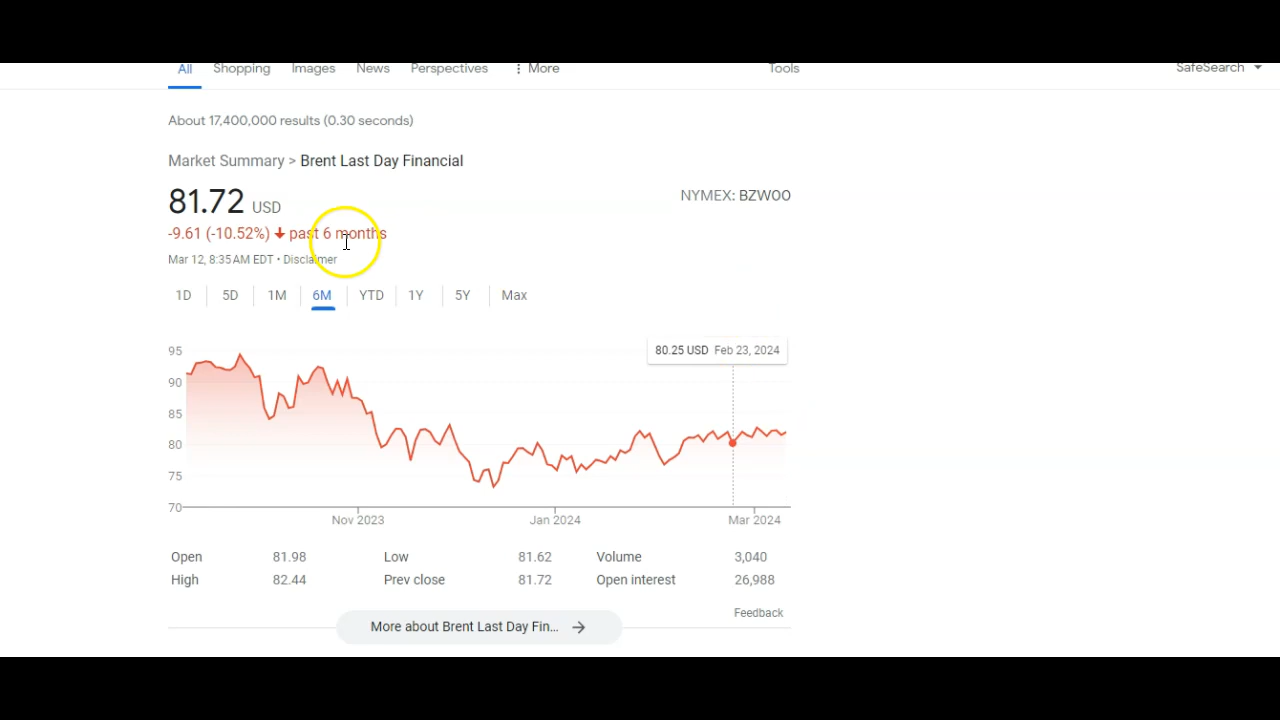 All Shopping Images News Perspectives ⋮ More Tools SafeSearch
About 17,400,000 results (0.30 seconds)
Market Summary > Brent Last Day Financial
81.72 USD
NYMEX: BZW00
-9.61 (-10.52%) ↓ past 6 months
Mar 12, 8:35 AM EDT • Disclaimer
1D 5D 1M 6M YTD 1Y 5Y Max
80.25 USD Feb 23, 2024
95
90
85
80
75
70
Nov 2023 Jan 2024 Mar 2024
Open 81.98 Low 81.62 Volume 3,040
High 82.44 Prev close 81.72 Open interest 26,988
Feedback
More about Brent Last Day Fin... →